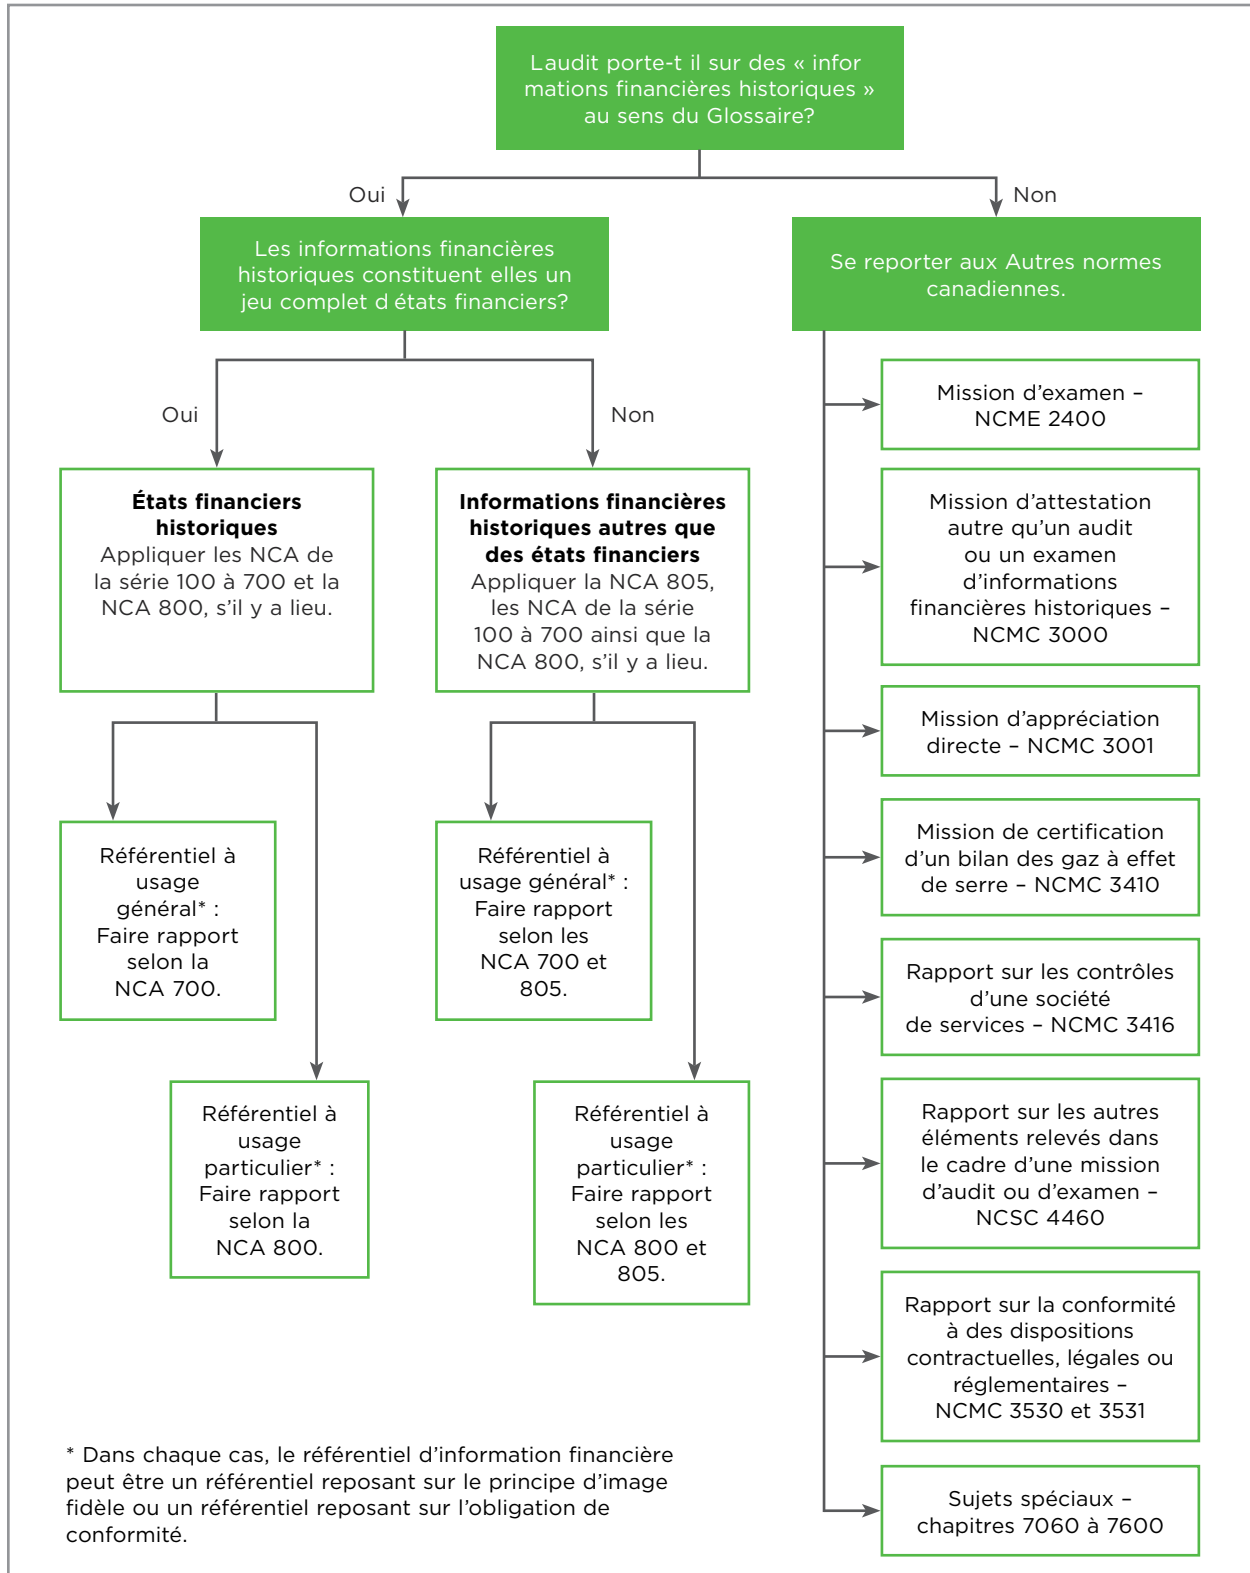 Laudit porte-t il sur des « infor
mations financières historiques »
au sens du Glossaire?
Oui
Non
Les informations financières
historiques constituent elles un
jeu complet d états financiers?
Se reporter aux Autres normes
canadiennes.
Oui
Non
États financiers
historiques
Appliquer les NCA de
la série 100 à 700 et la
NCA 800, s’il y a lieu.
Informations financières
historiques autres que
des états financiers
Appliquer la NCA 805,
les NCA de la série
100 à 700 ainsi que la
NCA 800, s’il y a lieu.
Référentiel à
usage
général* :
Faire rapport
selon la
NCA 700.
Référentiel à
usage général* :
Faire rapport
selon les
NCA 700 et
805.
Référentiel à
usage
particulier* :
Faire rapport
selon la
NCA 800.
Référentiel à
usage
particulier* :
Faire rapport
selon les
NCA 800 et
805.
Mission d’examen –
NCME 2400
Mission d’attestation
autre qu’un audit
ou un examen
d’informations
financières historiques –
NCMC 3000
Mission d’appréciation
directe – NCMC 3001
Mission de certification
d’un bilan des gaz à effet
de serre – NCMC 3410
Rapport sur les contrôles
d’une société
de services – NCMC 3416
Rapport sur les autres
éléments relevés dans
le cadre d’une mission
d’audit ou d’examen –
NCSC 4460
Rapport sur la conformité
à des dispositions
contractuelles, légales ou
réglementaires –
NCMC 3530 et 3531
Sujets spéciaux –
chapitres 7060 à 7600
* Dans chaque cas, le référentiel d’information financière
peut être un référentiel reposant sur le principe d’image
fidèle ou un référentiel reposant sur l’obligation de
conformité.